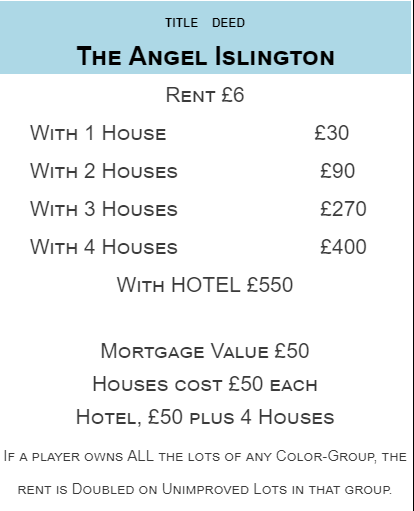 TITLE DEED
THE ANGEL ISLINGTON
RENT £6
WITH 1 HOUSE £30
WITH 2 HOUSES £90
WITH 3 HOUSES £270
WITH 4 HOUSES £400
WITH HOTEL £550
MORTGAGE VALUE £50
HOUSES COST £50 EACH
HOTEL, £50 PLUS 4 HOUSES
IF A PLAYER OWNS ALL THE LOTS OF ANY COLOR-GROUP, THE
RENT IS DOUBLED ON UNIMPROVED LOTS IN THAT GROUP.